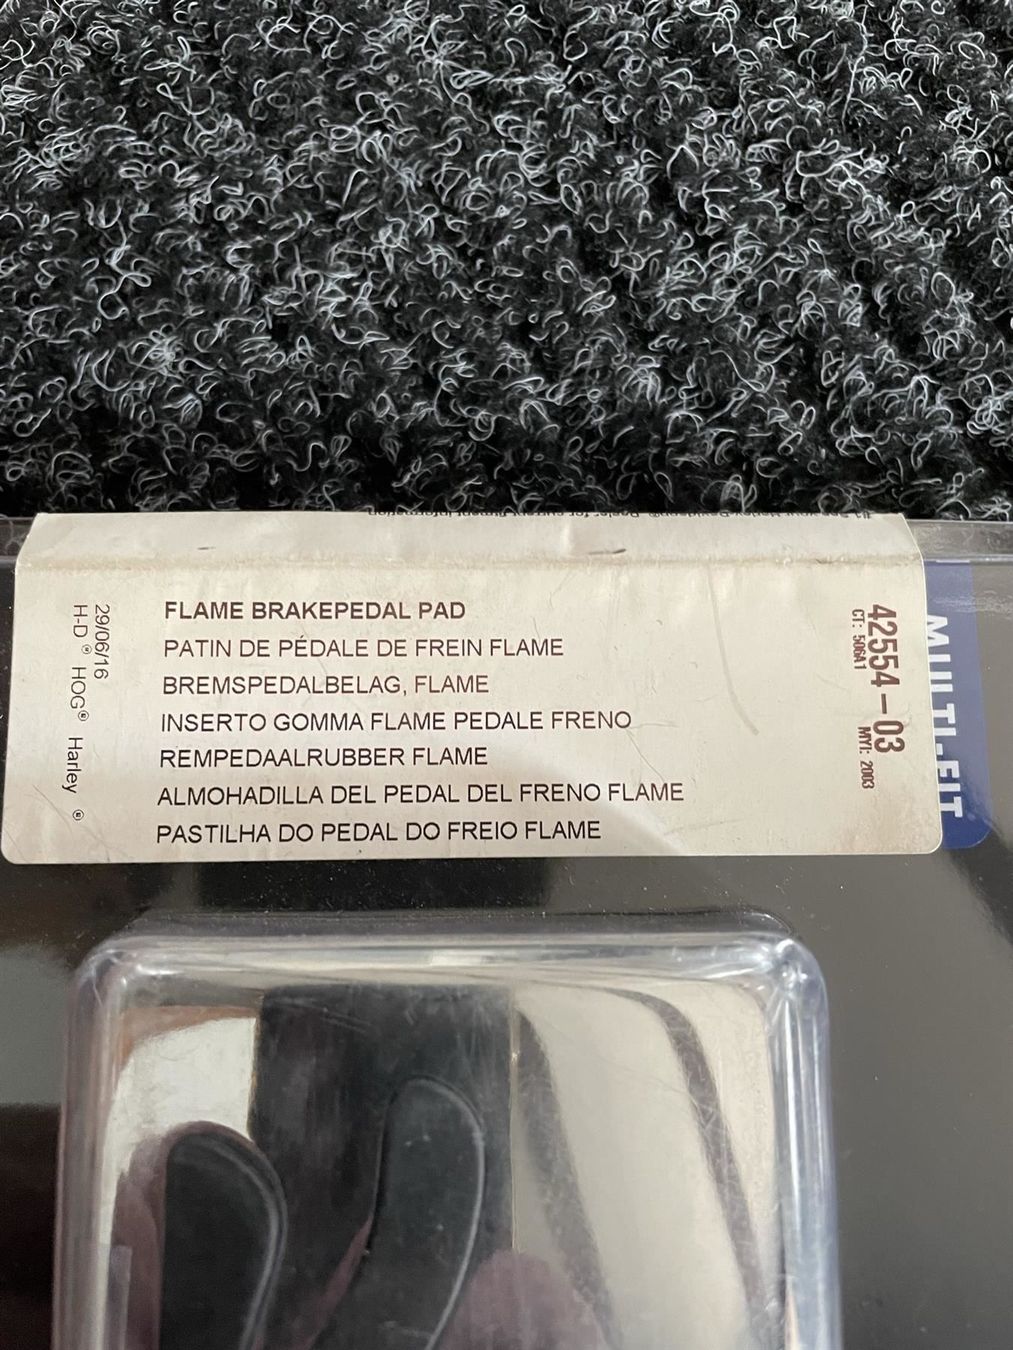 FLAME BRAKEPEDAL PAD
PATIN DE PÉDALE DE FREIN FLAME
BREMSPEDALBELAG, FLAME
INSERTO GOMMA FLAME PEDALE FRENO
REMPEDAALRUBBER FLAME
ALMOHADILLA DEL PEDAL DEL FRENO FLAME
PASTILHA DO PEDAL DO FREIO FLAME
29/06/16
H-D® HOG® Harley ©
42554-03
CT: 506A1 MYI: 2003
MULTI-FIT